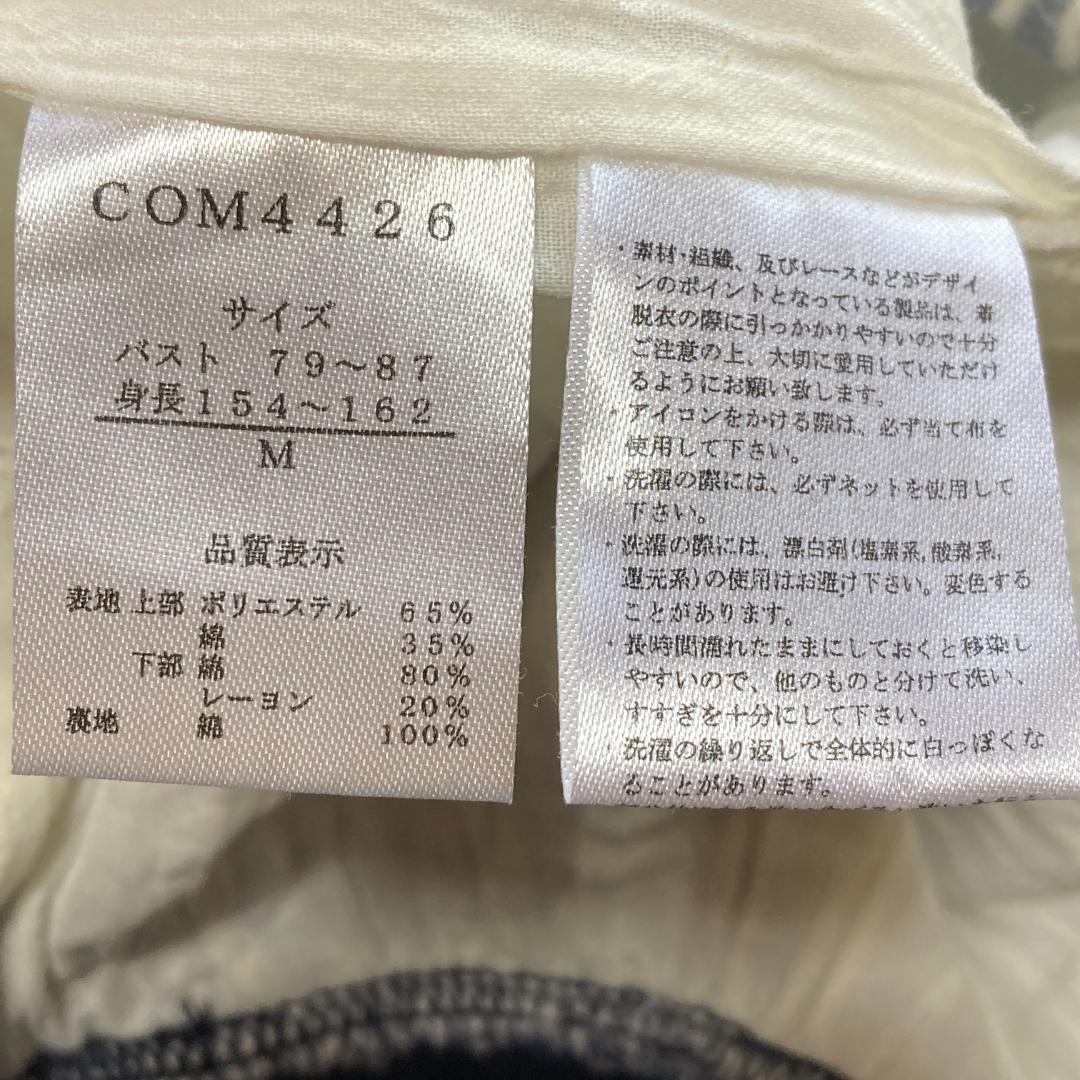 COM4426
サイズ
バスト 79～87
身長154～162
M
品質表示
表地 上部 ポリエステル 65%
綿 35%
下部 綿 80%
レーヨン 20%
裏地 綿 100%
・素材・組織、及びレースなどがデザイ
ンのポイントとなっている製品は、着
脱衣の際に引っかかりやすいので十分
ご注意の上、大切に愛用していただけ
るようにお願い致します。
・アイロンをかける際は、必ず当て布を
使用して下さい。
・洗濯の際には、必ずネットを使用して
下さい。
・洗濯の際には、漂白剤(塩素系,酸素系,
還元系)の使用はお避け下さい。変色する
ことがあります。
・長時間濡れたままにしておくと移染し
やすいので、他のものと分けて洗い、
すすぎを十分にして下さい。
・洗濯の繰り返しで全体的に白っぽくな
ることがあります。